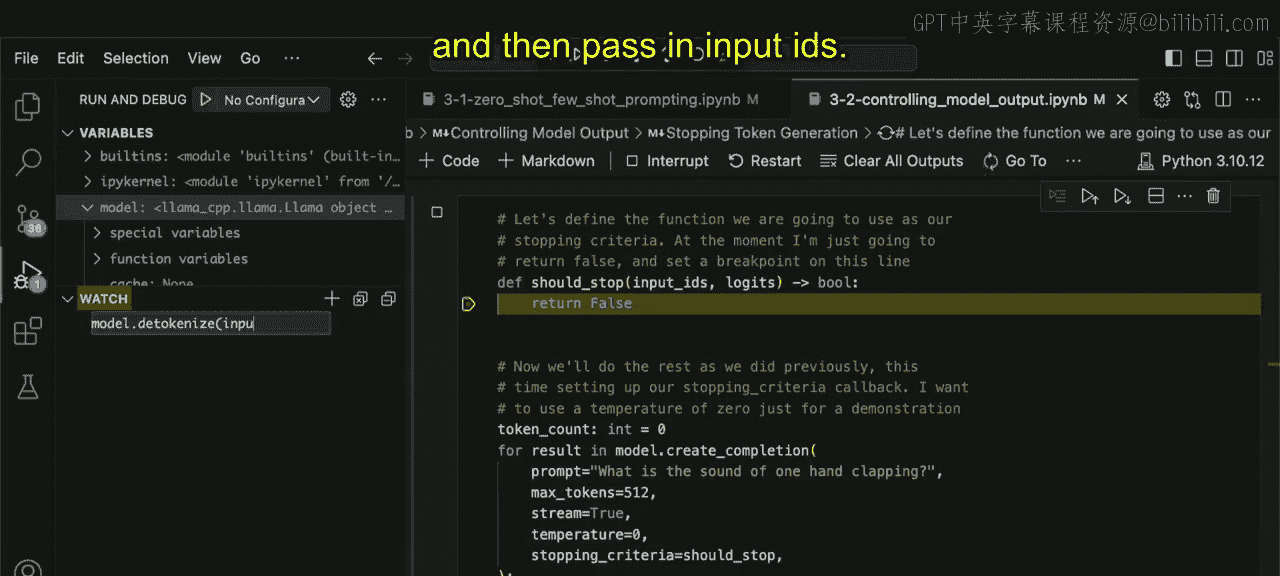 GPT中英字幕课程资源@bilibili.com
and then pass in input ids.
File Edit Selection View Go ···
RUN AND DEBUG No Configura
3-1-zero_shot_few_shot_prompting.ipynb M
3-2-controlling_model_output.ipynb M
VARIABLES
b > M↓Controlling Model Output > M↓Stopping Token Generation > # Let's define the function we are going to use as our
builtins: <module 'builtins' (built-in…
+ Code + Markdown Interrupt Restart Clear All Outputs Go To ··· Python 3.10.12
ipykernel: <module 'ipykernel' from '/…
model: <llama_cpp.llama.Llama object …
special variables
function variables
cache: None
36
1
WATCH
model.detokenize(inpu
# Let's define the function we are going to use as our
# stopping criteria. At the moment I'm just going to
# return false, and set a breakpoint on this line
def should_stop(input_ids, logits) -> bool:
return False
# Now we'll do the rest as we did previously, this
# time setting up our stopping_criteria callback. I want
# to use a temperature of zero just for a demonstration
token_count: int = 0
for result in model.create_completion(
prompt="What is the sound of one hand clapping?",
max_tokens=512,
stream=True,
temperature=0,
stopping_criteria=should_stop,
):